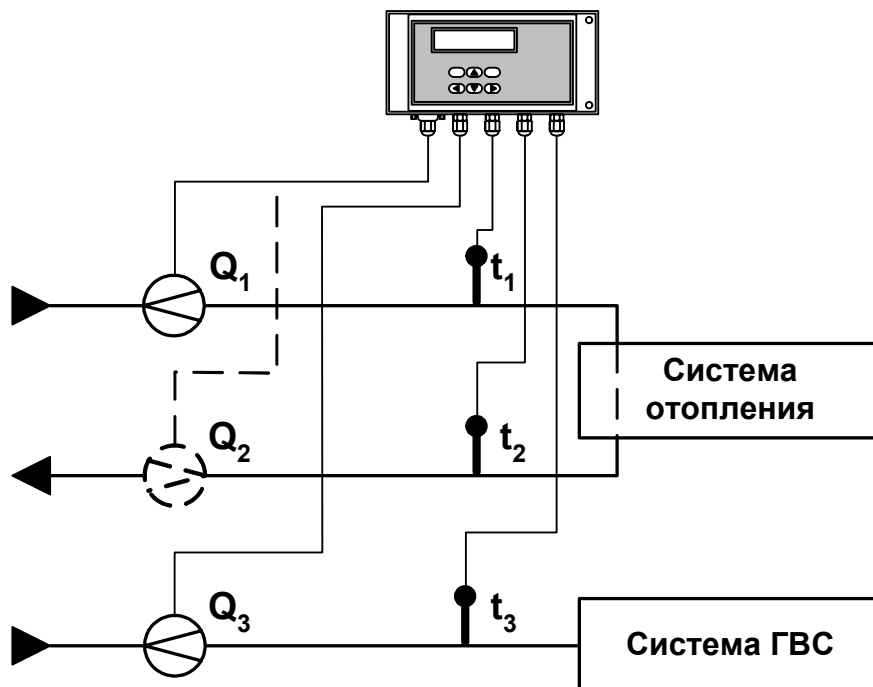 Q1
t1
Система
отопления
Q2
t2
Q3
t3
Система ГВС